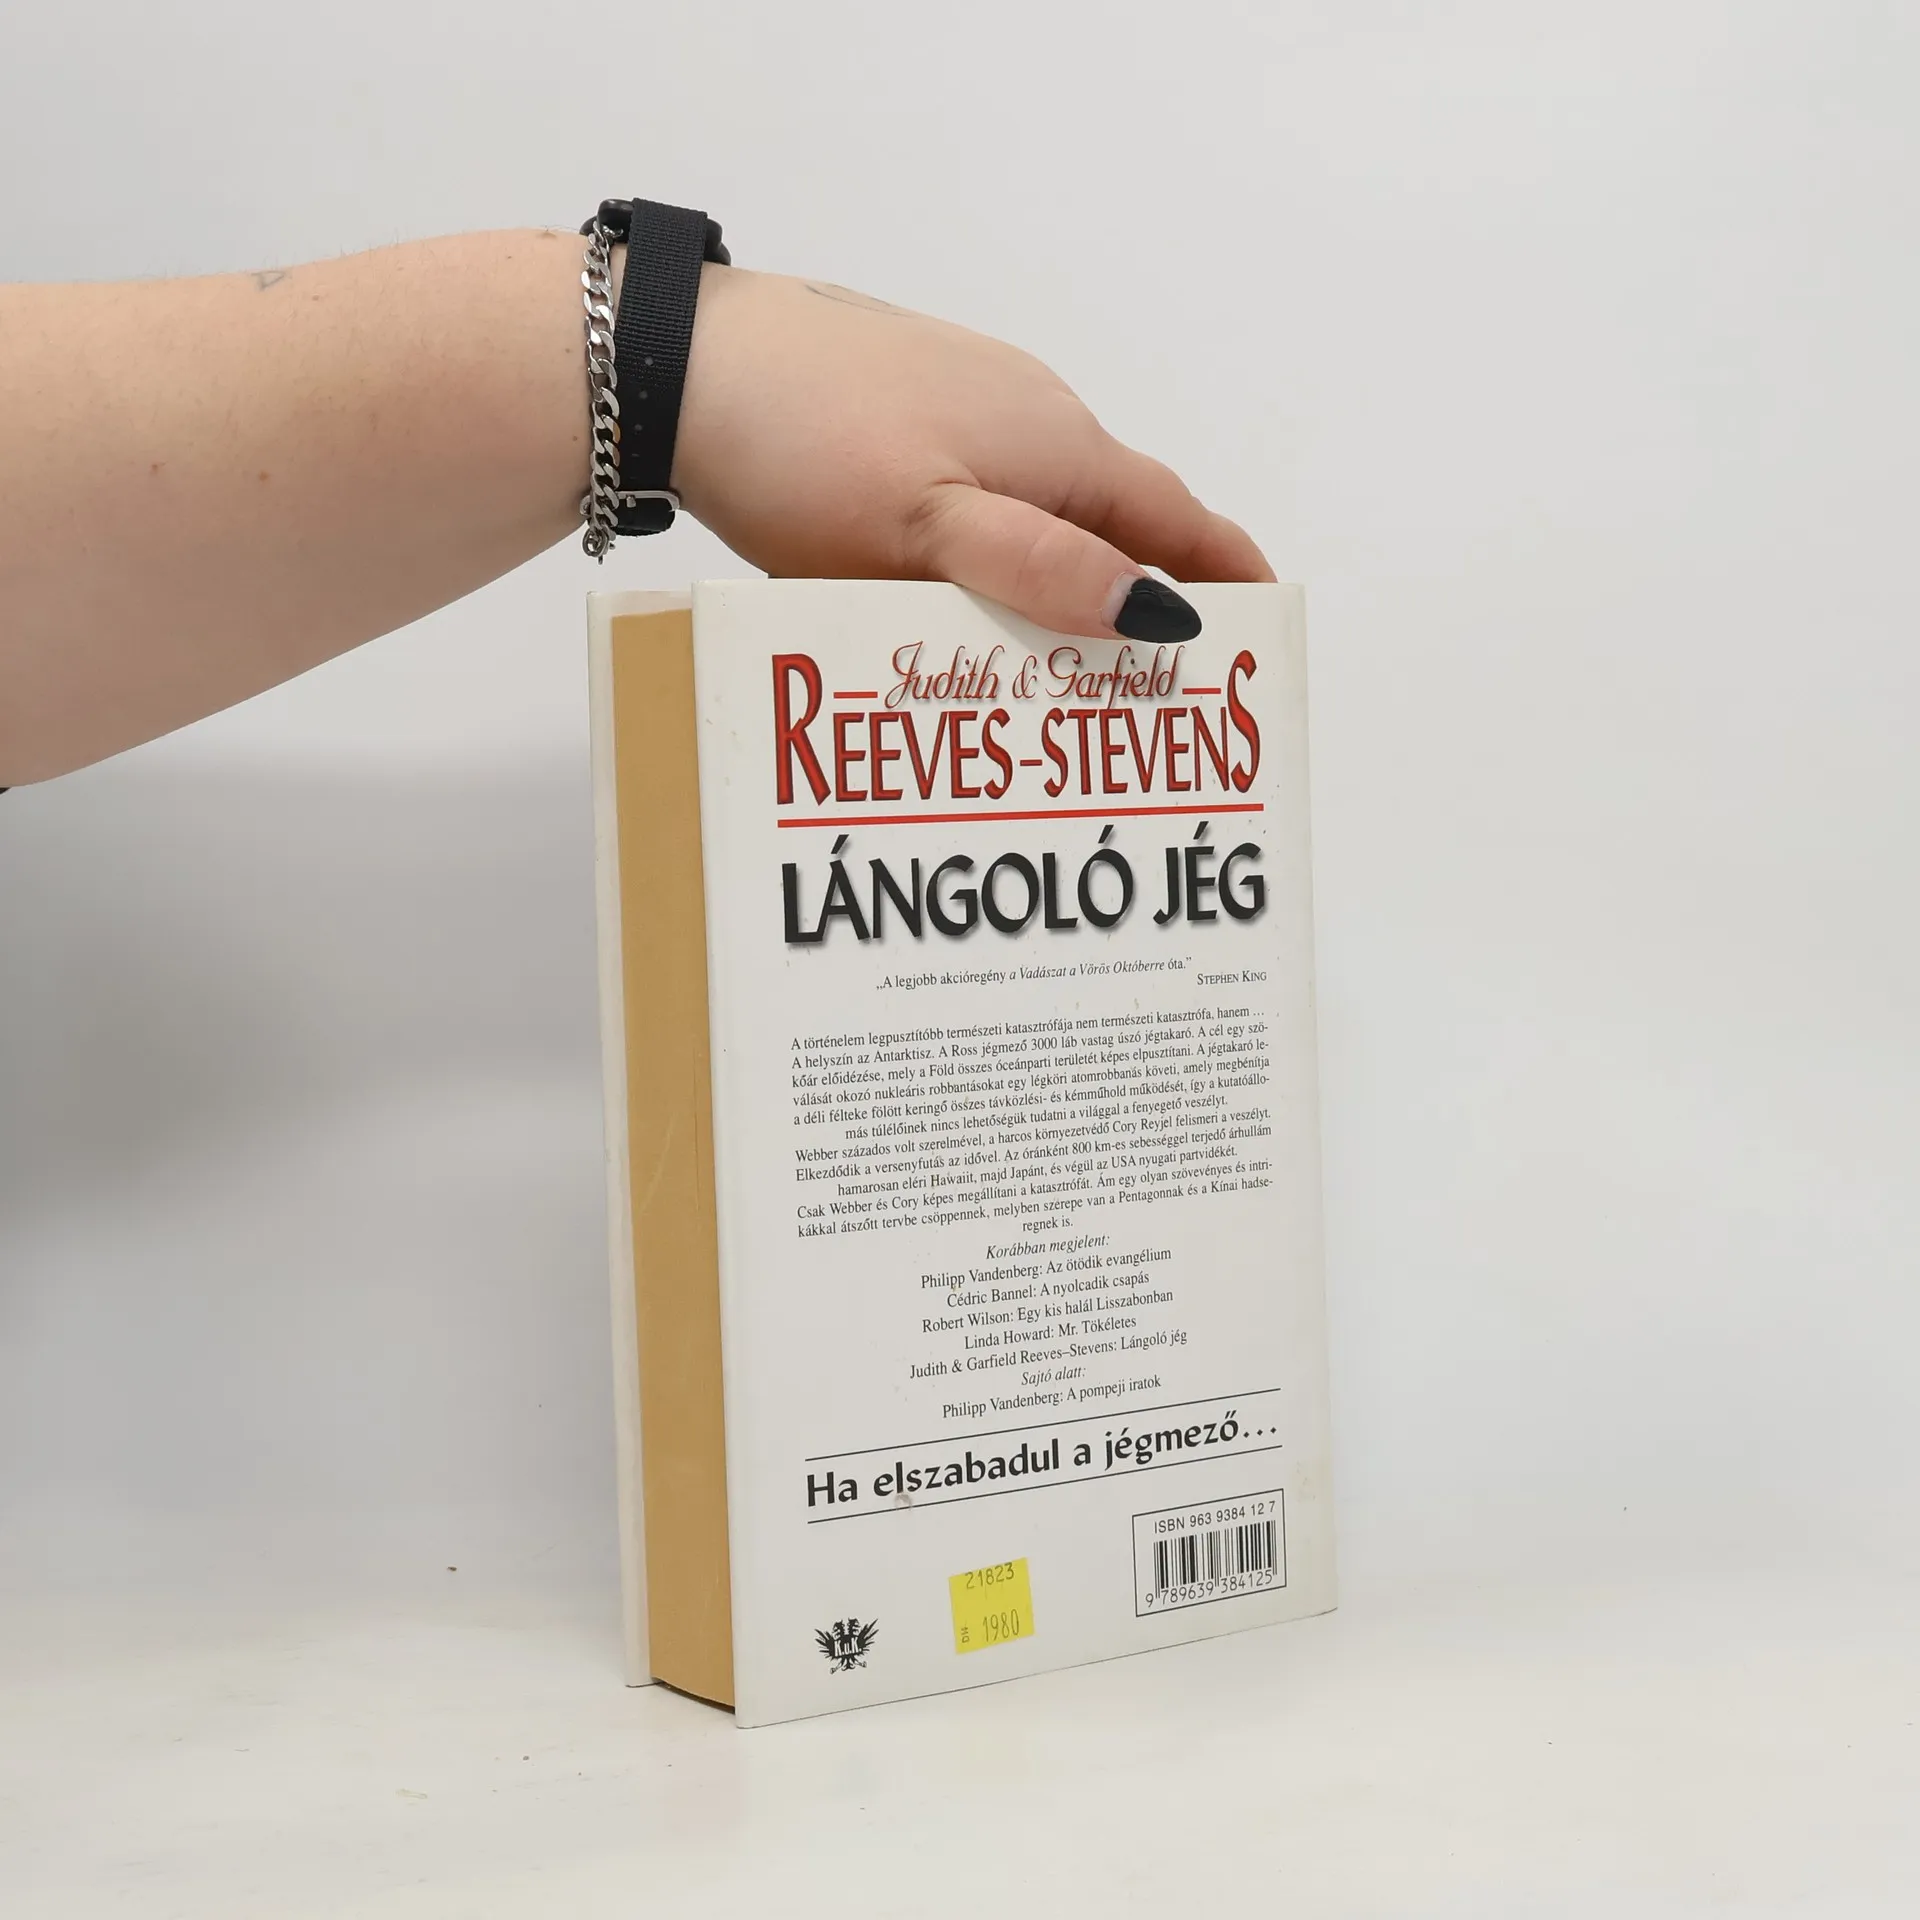 Judith & Garfield
REEVES–STEVENS
LÁNGOLÓ JÉG
„A legjobb akcióregény a Vadászat a Vörös Októberre óta.”
STEPHEN KING
A történelem legpusztítóbb természeti katasztrófája nem természeti katasztrófa, hanem …
A helyszín az Antarktisz. A Ross jégmező 3000 láb vastag úszó jégtakaró. A cél egy szö-
kőár előidézése, mely a Föld összes óceánparti területét képes elpusztítani. A jégtakaró le-
válását okozó nukleáris robbantásokat egy légköri atomrobbanás követi, amely megbénítja
a déli félteke fölött keringő összes távközlési- és kémműhold működését, így a kutatóállo-
más túlélőinek nincs lehetőségük tudatni a világgal a fenyegető veszélyt.
Webber százados volt szerelmével, a harcos környezetvédő Cory Reyjel felismeri a veszélyt.
Elkezdődik a versenyfutás az idővel. Az óránként 800 km-es sebességgel terjedő árhullám
hamarosan eléri Hawaiit, majd Japánt, és végül az USA nyugati partvidékét.
Csak Webber és Cory képes megállítani a katasztrófát. Ám egy olyan szövevényes és intri-
kákkal átszőtt tervbe csöppennek, melyben szerepe van a Pentagonnak és a Kínai hadse-
regnek is.
Korábban megjelent:
Philipp Vandenberg: Az ötödik evangélium
Cédric Bannel: A nyolcadik csapás
Robert Wilson: Egy kis halál Lisszabonban
Linda Howard: Mr. Tökéletes
Judith & Garfield Reeves–Stevens: Lángoló jég
Sajtó alatt:
Philipp Vandenberg: A pompeji iratok
Ha elszabadul a jégmező…
ISBN 963 9384 12 7
9 789639 384125
21823
DN 1980
K.u.K.